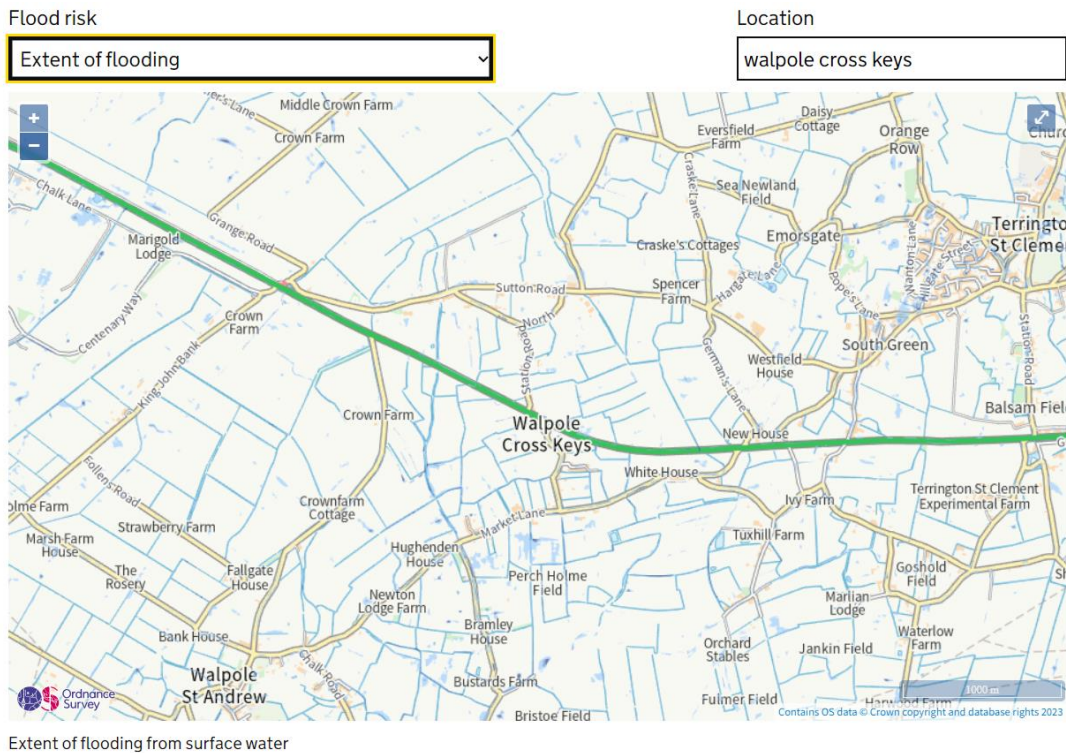 Flood risk
Location
Extent of flooding
walpole cross keys
Middle Crown Farm
Crown Farm
Daisy
Cottage
Eversfield
Farm
Orange
Row
Chalk Lane
Craske Lane
Sea Newland
Field
Grange Road
Marigold
Lodge
Craske's Cottages
Emorsgate
Nanton Lane
Hillgate Street
Hargate Lane
Pope's Lane
Sutton Road
Spencer
Farm
North
Station Road
Centenary Way
Crown
Farm
King John Bank
German's Lane
Westfield
House
South Green
Station Road
Crown Farm
Walpole
Cross Keys
New House
White House
Follens Road
Crownfarm
Cottage
Strawberry Farm
Marsh Farm
House
Market Lane
Ivy Farm
Terrington St Clement
Experimental Farm
Tuxhill Farm
Hughenden
House
The
Rosery
Fallgate
House
Perch Holme
Field
Goshold
Field
Newton
Lodge Farm
Marlian
Lodge
Bramley
House
Bank House
Waterlow
Farm
Orchard
Stables
Jankin Field
Walpole
St Andrew
Chalk Road
Bustards Farm
Fulmer Field
Harwood Farm
Bristoe Field
1000 m
Ordnance
Survey
Contains OS data © Crown copyright and database rights 2023
Extent of flooding from surface water